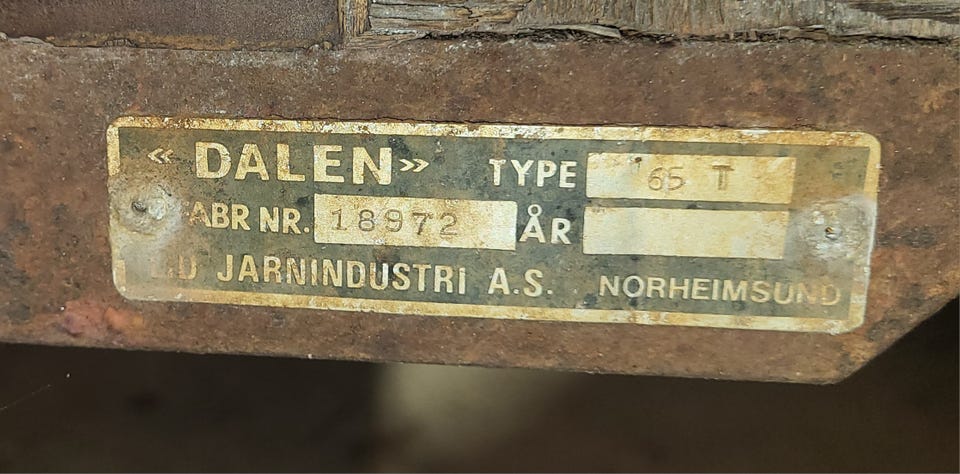 « DALEN » TYPE 65 T
ABR NR. 18972 ÅR
JARNINDUSTRI A.S. NORHEIMSUND